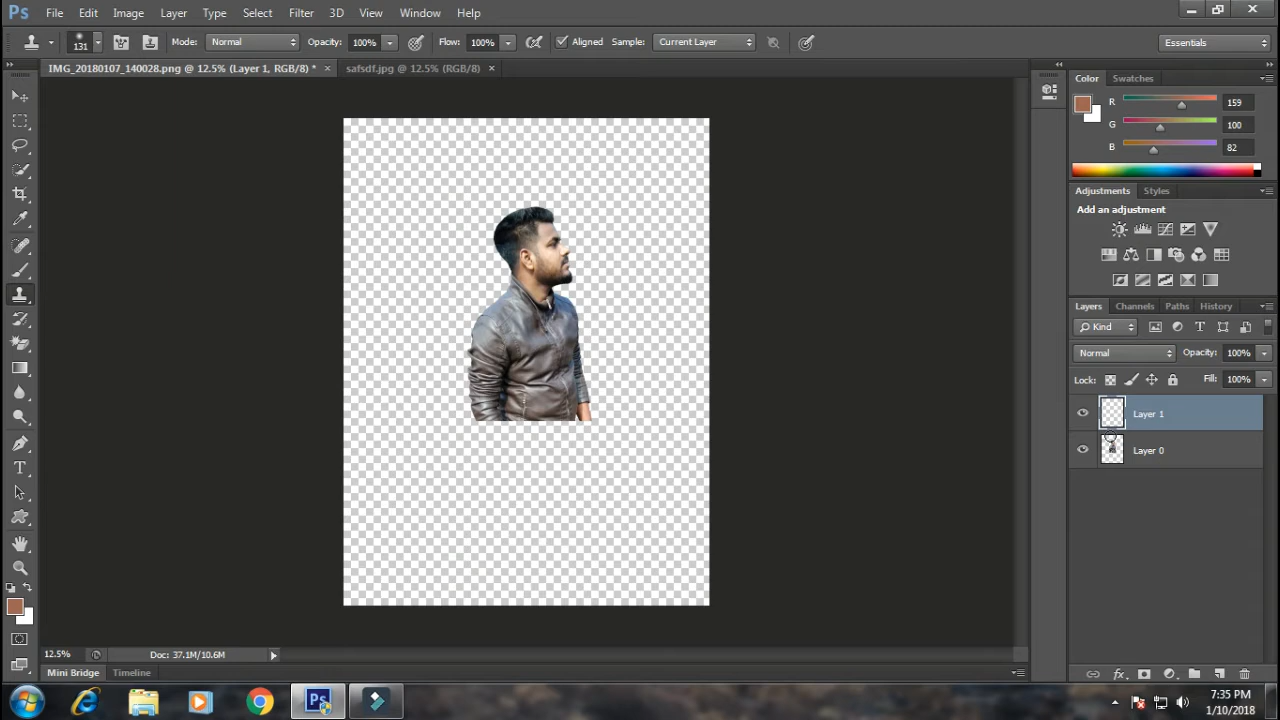 Ps File Edit Image Layer Type Select Filter 3D View Window Help
131 Mode: Normal Opacity: 100% Flow: 100% Aligned Sample: Current Layer Essentials
IMG_20180107_140028.png @ 12.5% (Layer 1, RGB/8) * × safsdf.jpg @ 12.5% (RGB/8) ×
Color Swatches
R 159
G 100
B 82
Adjustments Styles
Add an adjustment
Layers Channels Paths History
Kind
Normal Opacity: 100%
Lock: Fill: 100%
Layer 1
Layer 0
12.5% Doc: 37.1M/10.6M
Mini Bridge Timeline
Ps
7:35 PM
1/10/2018